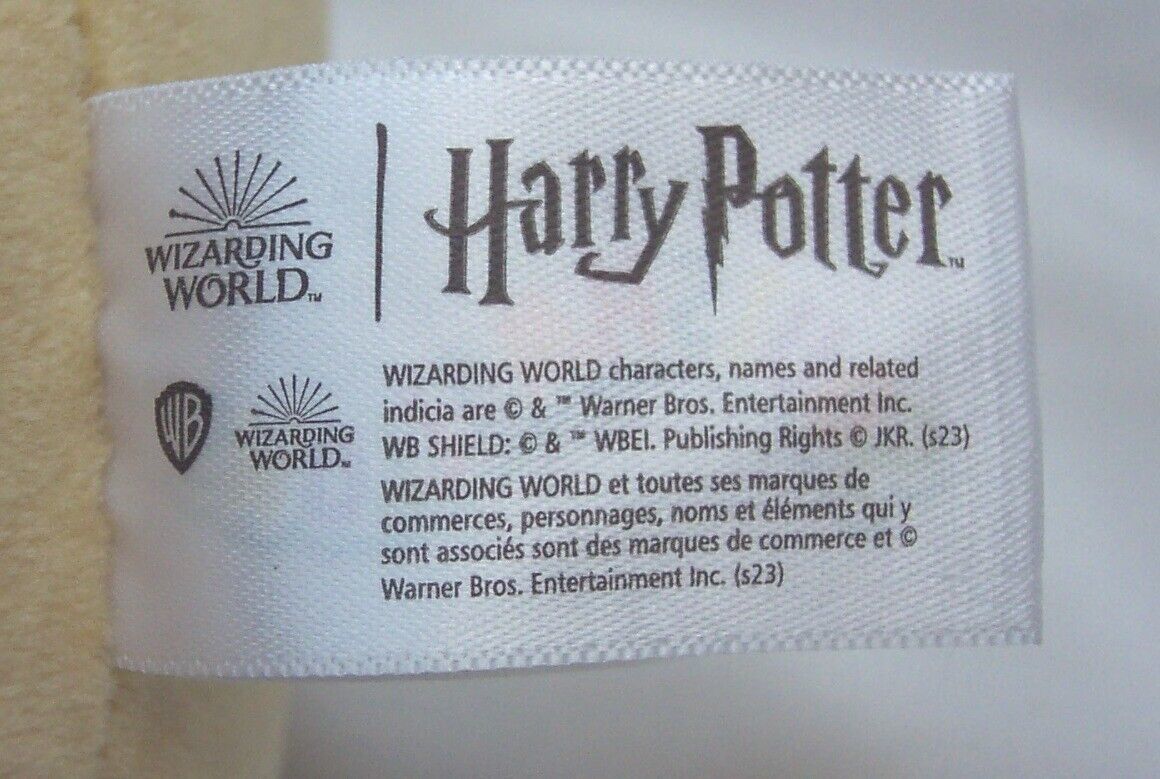 WIZARDING
WORLD™
Harry Potter™
WB
WIZARDING
WORLD™
WIZARDING WORLD characters, names and related
indicia are © & ™ Warner Bros. Entertainment Inc.
WB SHIELD: © & ™ WBEI. Publishing Rights © JKR. (s23)
WIZARDING WORLD et toutes ses marques de
commerces, personnages, noms et éléments qui y
sont associés sont des marques de commerce et ©
Warner Bros. Entertainment Inc. (s23)